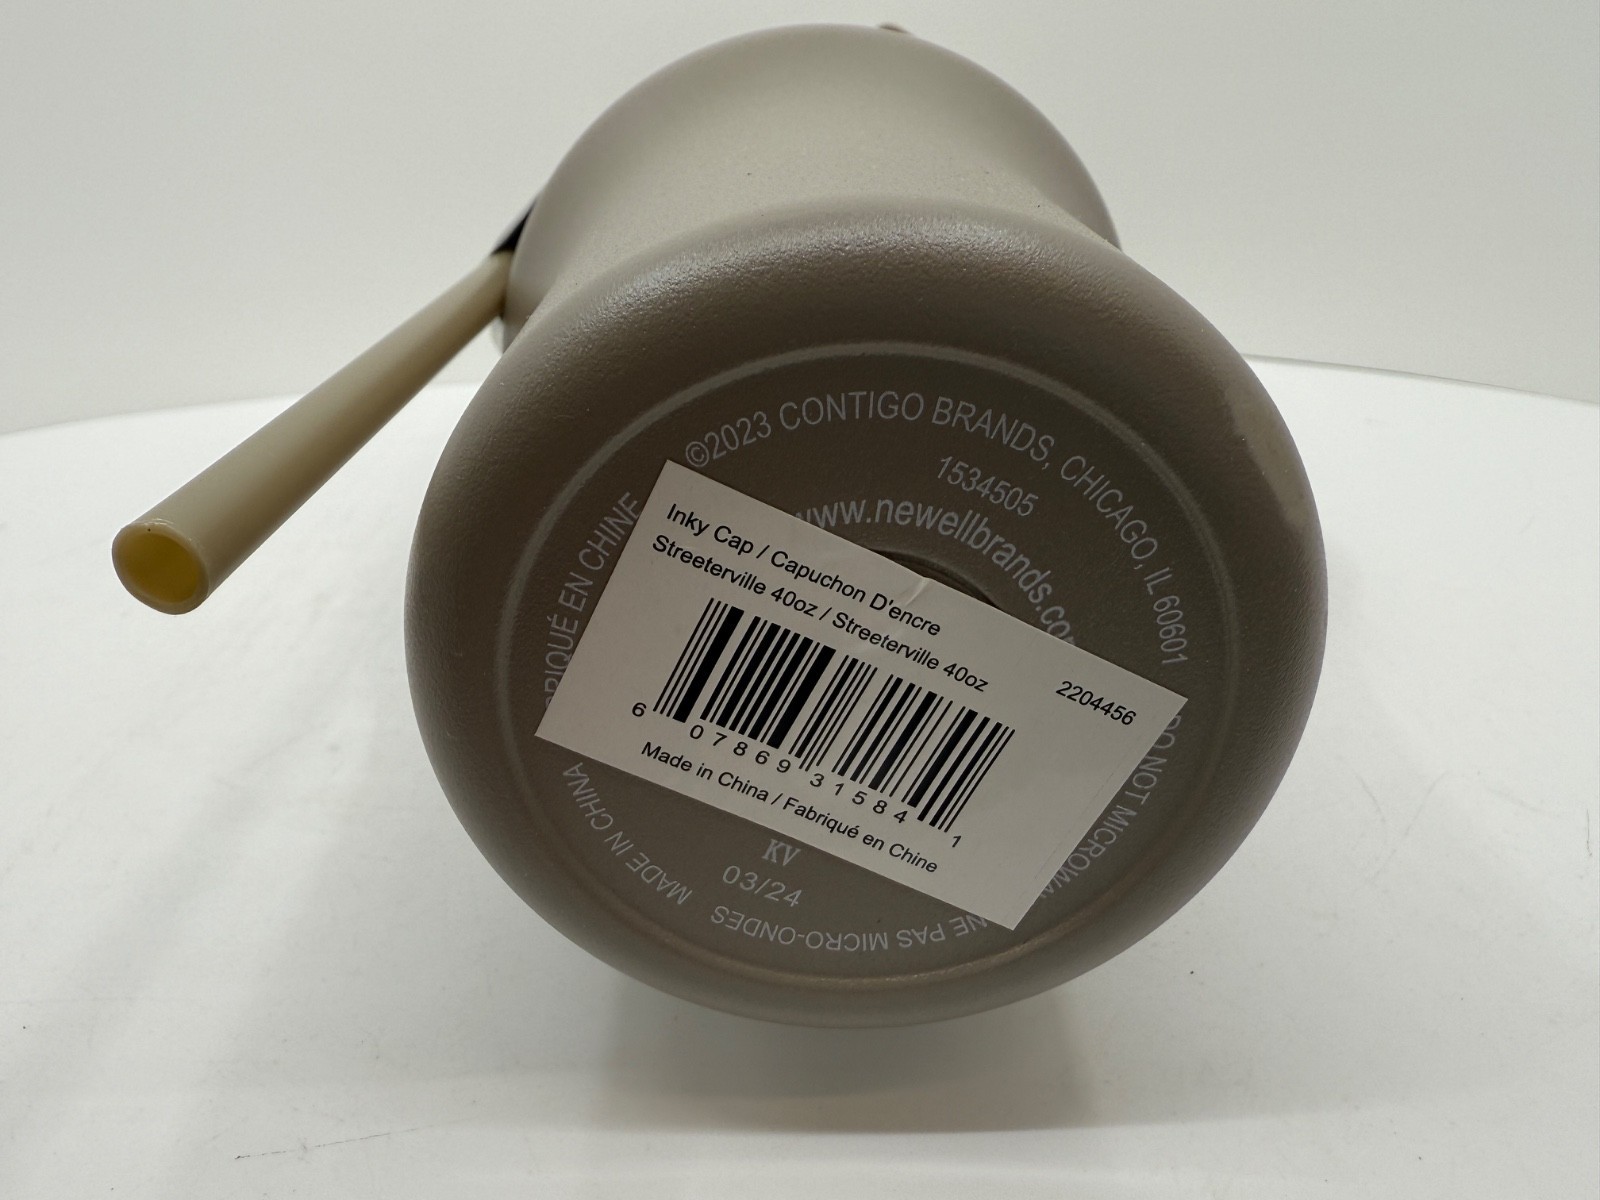 ©2023 CONTIGO BRANDS, CHICAGO, IL 60601
1534505
www.newellbrands.com
Inky Cap / Capuchon D'encre
Streeterville 40oz / Streeterville 40oz
2204456
6 07869 31584 1
Made in China / Fabriqué en Chine
KV
03/24
DO NOT MICROWAVE
NE PAS MICRO-ONDES
MADE IN CHINA
FABRIQUÉ EN CHINE